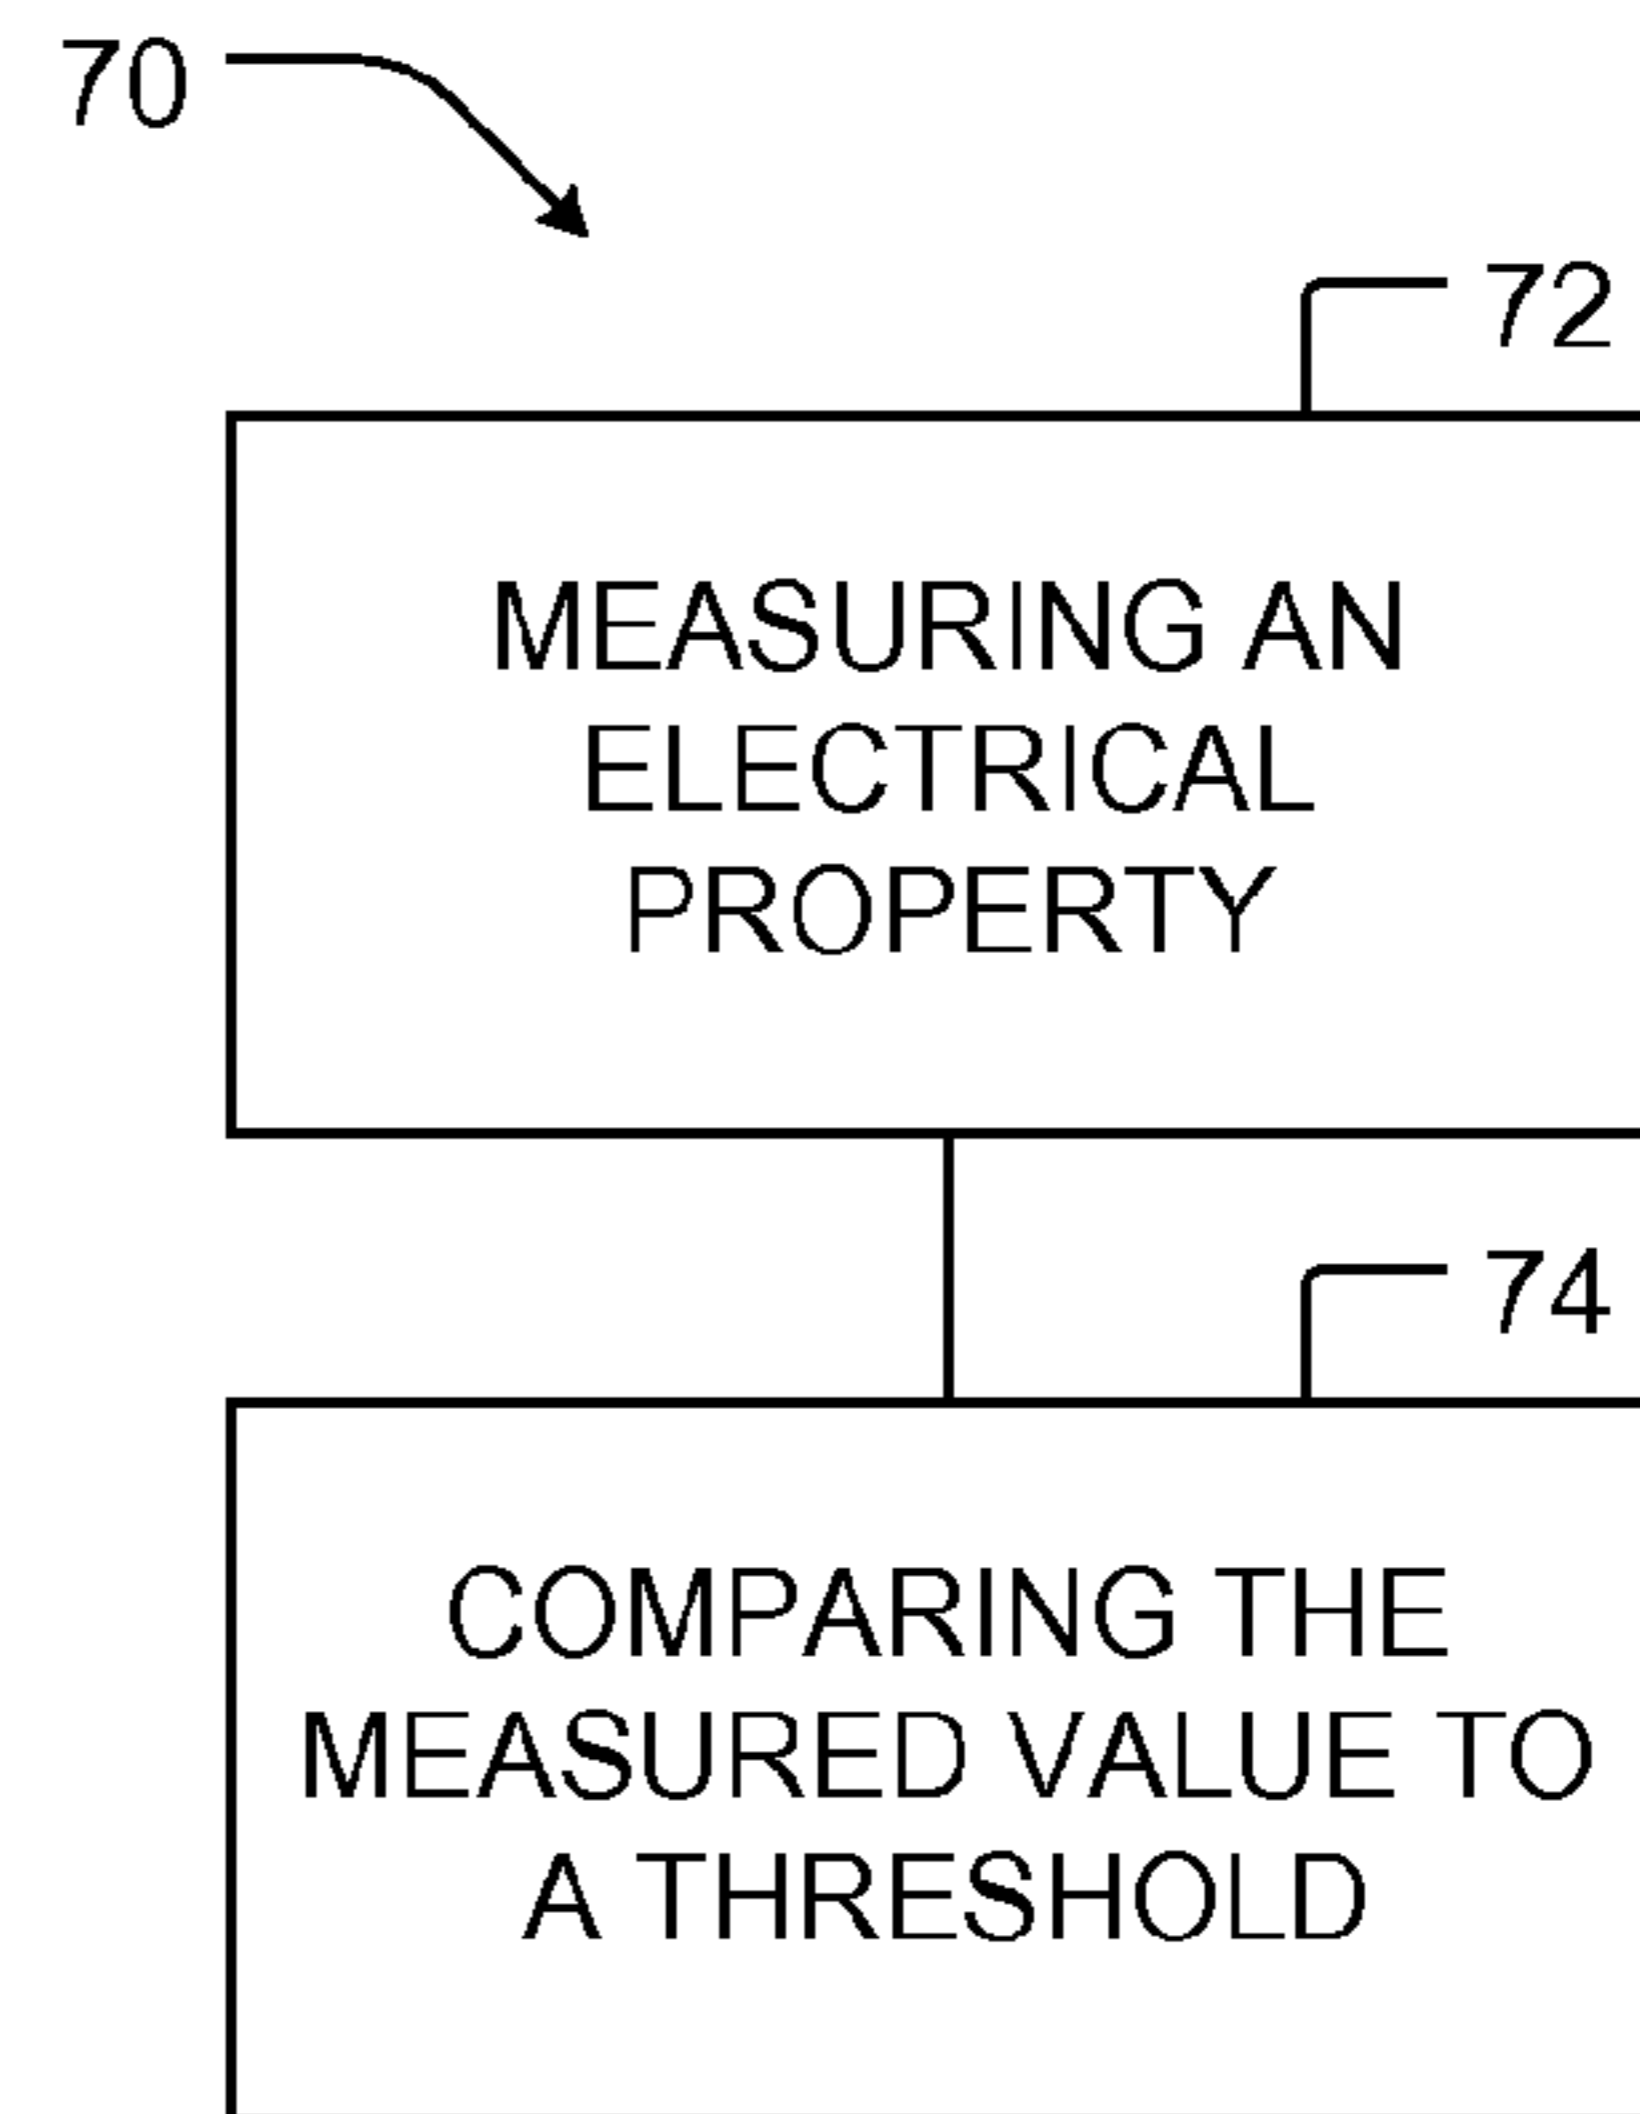 70
72
MEASURING AN
ELECTRICAL
PROPERTY
74
COMPARING THE
MEASURED VALUE TO
A THRESHOLD